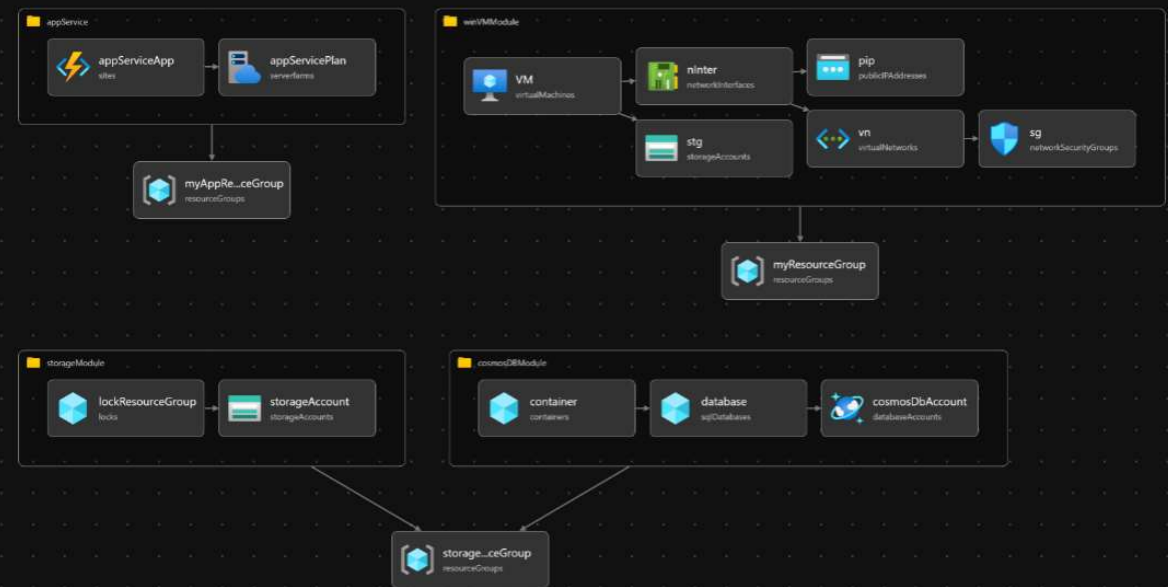 appService
appServiceApp
sites
appServicePlan
serverfarms
myAppRe...ceGroup
resourceGroups
winVMModule
VM
virtualMachines
nInter
networkInterfaces
pip
publicIPAddresses
stg
storageAccounts
vn
virtualNetworks
sg
networkSecurityGroups
myResourceGroup
resourceGroups
storageModule
lockResourceGroup
locks
storageAccount
storageAccounts
cosmosDBModule
container
containers
database
sqlDatabases
cosmosDbAccount
databaseAccounts
storage...ceGroup
resourceGroups